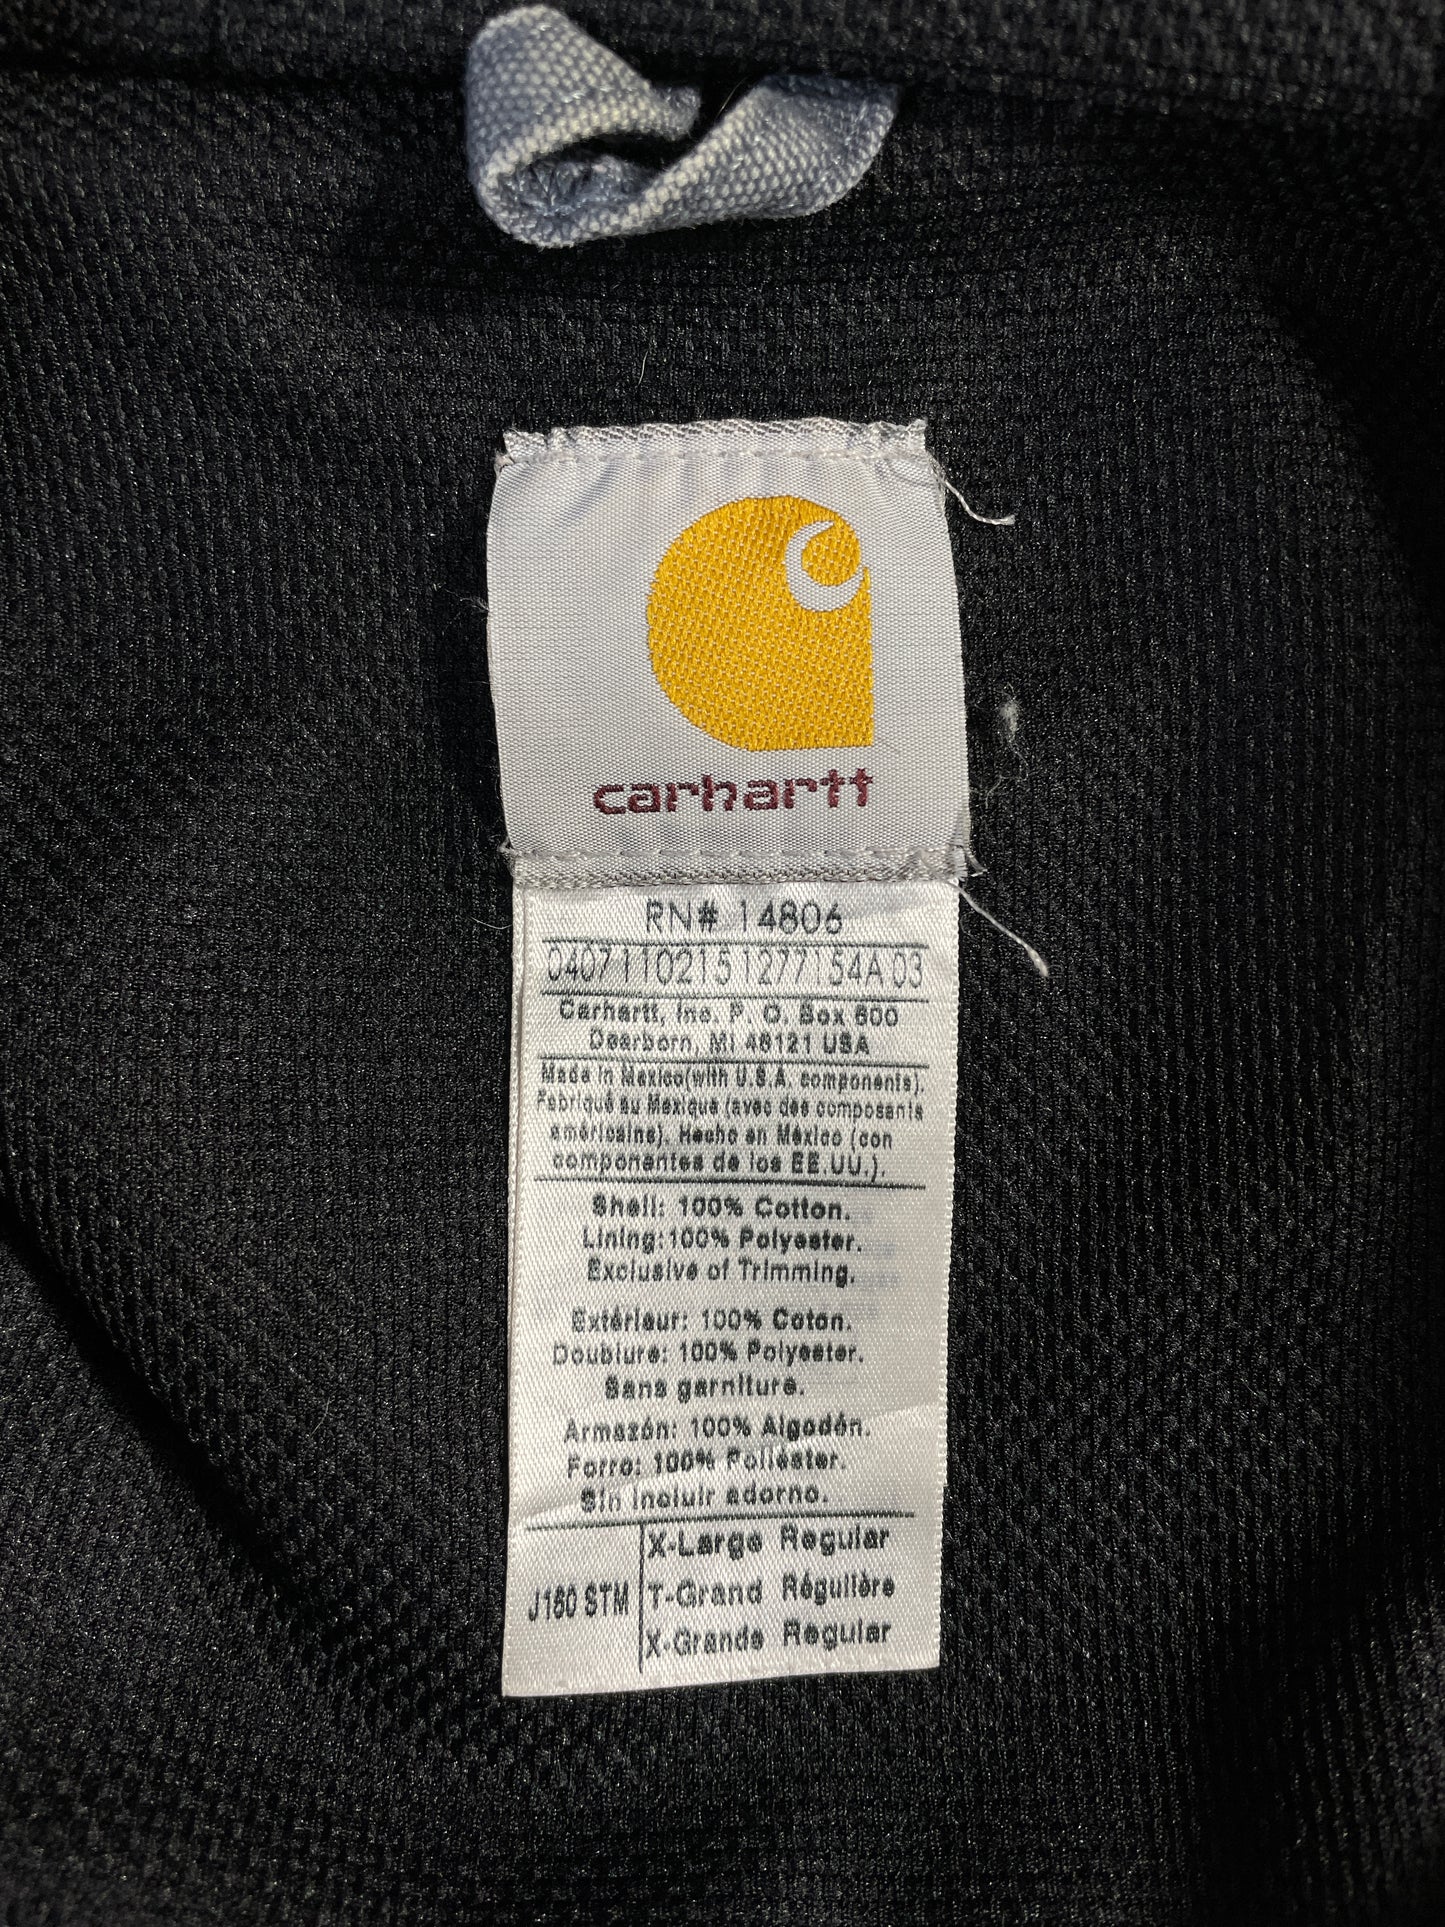 carhartt
RN# 14806
04071102151277154A 03
Carhartt, Inc. P. O. Box 600
Dearborn, MI 48121 USA
Made in Mexico(with U.S.A. components).
Fabriqué au Mexique (avec des composants
américains). Hecho en México (con
componentes de los EE.UU.).
Shell: 100% Cotton.
Lining:100% Polyester.
Exclusive of Trimming.
Extérieur: 100% Coton.
Doublure: 100% Polyester.
Sans garniture.
Armazón: 100% Algodón.
Forro: 100% Poliéster.
Sin incluir adorno.
J160 STM
X-Large Regular
T-Grand Régulière
X-Grande Regular